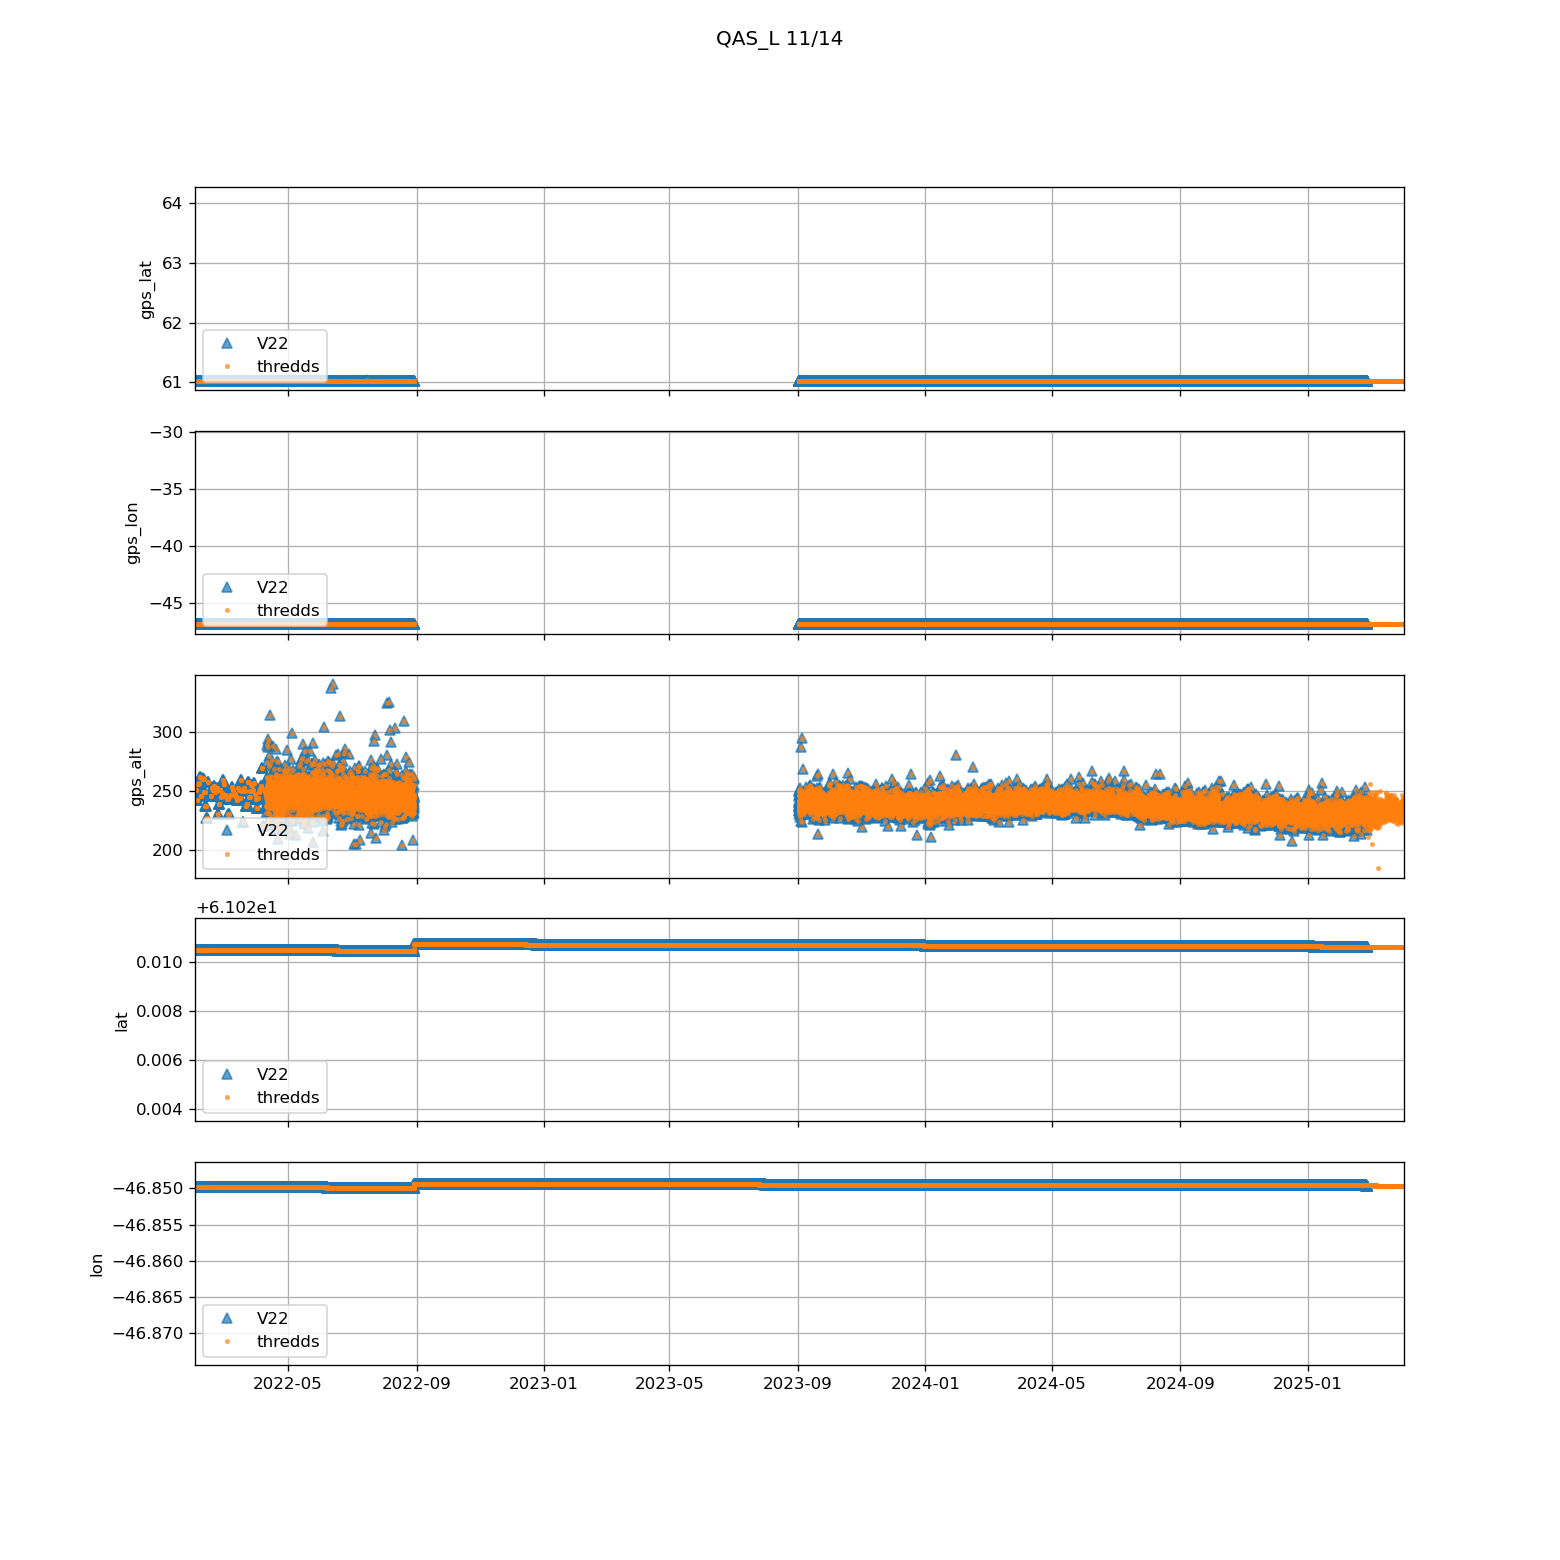 QAS_L 11/14
64
63
62
61
gps_lat
V22
thredds
−30
−35
−40
−45
gps_lon
V22
thredds
300
250
200
gps_alt
V22
thredds
+6.102e1
0.010
0.008
0.006
0.004
lat
V22
thredds
−46.850
−46.855
−46.860
−46.865
−46.870
lon
V22
thredds
2022-05 2022-09 2023-01 2023-05 2023-09 2024-01 2024-05 2024-09 2025-01